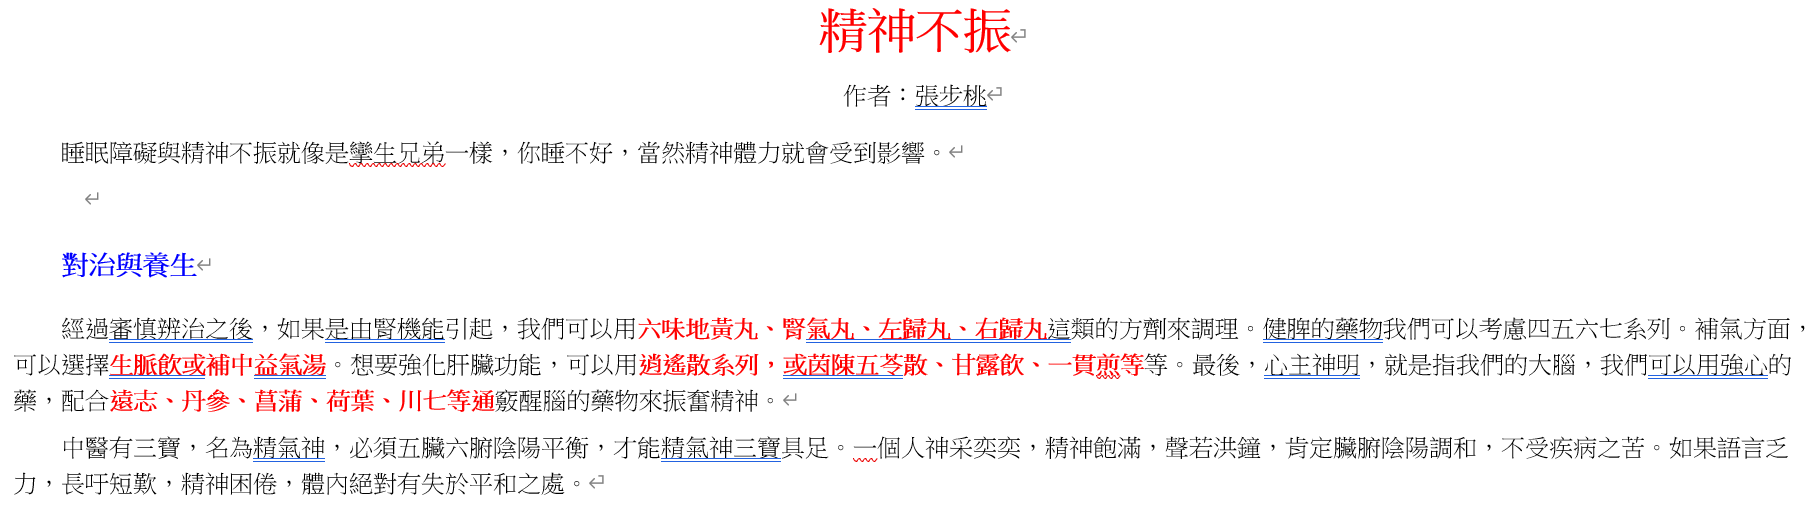 精神不振
作者：張步桃
睡眠障礙與精神不振就像是孿生兄弟一樣，你睡不好，當然精神體力就會受到影響。
對治與養生
經過審慎辨治之後，如果是由腎機能引起，我們可以用六味地黃丸、腎氣丸、左歸丸、右歸丸這類的方劑來調理。健脾的藥物我們可以考慮四五六七系列。補氣方面，
可以選擇生脈飲或補中益氣湯。想要強化肝臟功能，可以用逍遙散系列，或茵陳五苓散、甘露飲、一貫煎等等。最後，心主神明，就是指我們的大腦，我們可以用強心的
藥，配合遠志、丹參、菖蒲、荷葉、川七等通竅醒腦的藥物來振奮精神。
中醫有三寶，名為精氣神，必須五臟六腑陰陽平衡，才能精氣神三寶具足。一個人神采奕奕，精神飽滿，聲若洪鐘，肯定臟腑陰陽調和，不受疾病之苦。如果語言乏
力，長吁短歎，精神困倦，體內絕對有失於平和之處。